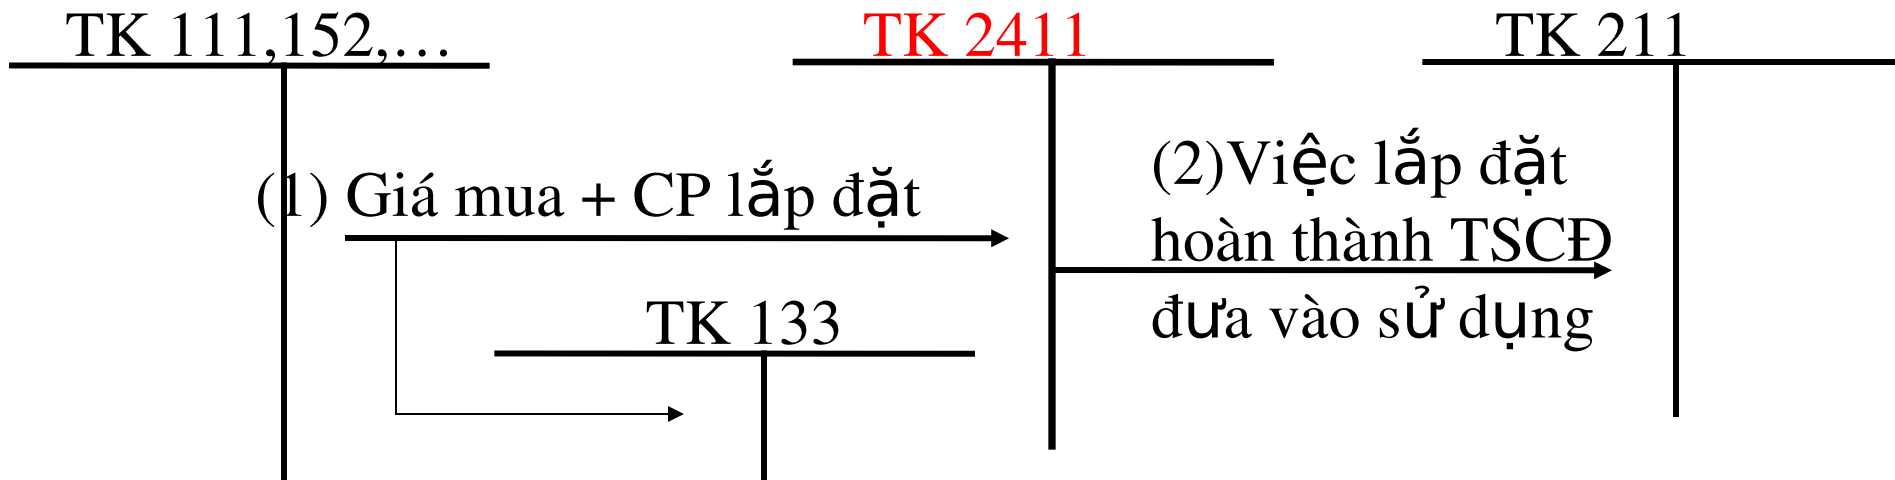 TK 111,152,…
TK 2411
TK 211
(1) Giá mua + CP lắp đặt
(2)Việc lắp đặt
hoàn thành TSCĐ
đưa vào sử dụng
TK 133